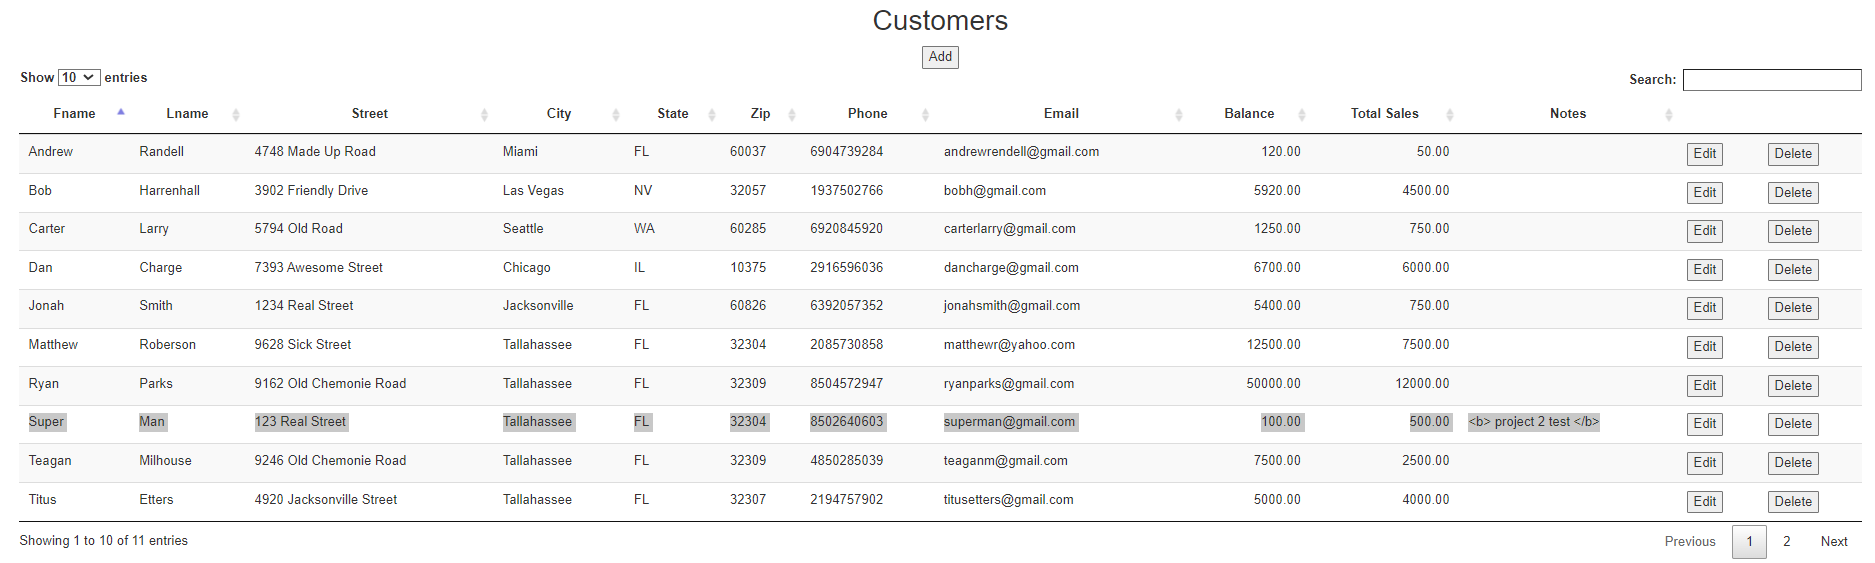 Customers
Add
Show 10 entries
Search:
Fname Lname Street City State Zip Phone Email Balance Total Sales Notes
Andrew Randell 4748 Made Up Road Miami FL 60037 6904739284 andrewrendell@gmail.com 120.00 50.00 Edit Delete
Bob Harrenhall 3902 Friendly Drive Las Vegas NV 32057 1937502766 bobh@gmail.com 5920.00 4500.00 Edit Delete
Carter Larry 5794 Old Road Seattle WA 60285 6920845920 carterlarry@gmail.com 1250.00 750.00 Edit Delete
Dan Charge 7393 Awesome Street Chicago IL 10375 2916596036 dancharge@gmail.com 6700.00 6000.00 Edit Delete
Jonah Smith 1234 Real Street Jacksonville FL 60826 6392057352 jonahsmith@gmail.com 5400.00 750.00 Edit Delete
Matthew Roberson 9628 Sick Street Tallahassee FL 32304 2085730858 matthewr@yahoo.com 12500.00 7500.00 Edit Delete
Ryan Parks 9162 Old Chemonie Road Tallahassee FL 32309 8504572947 ryanparks@gmail.com 50000.00 12000.00 Edit Delete
Super Man 123 Real Street Tallahassee FL 32304 8502640603 superman@gmail.com 100.00 500.00 <b> project 2 test </b> Edit Delete
Teagan Milhouse 9246 Old Chemonie Road Tallahassee FL 32309 4850285039 teaganm@gmail.com 7500.00 2500.00 Edit Delete
Titus Etters 4920 Jacksonville Street Tallahassee FL 32307 2194757902 titusetters@gmail.com 5000.00 4000.00 Edit Delete
Showing 1 to 10 of 11 entries
Previous 1 2 Next